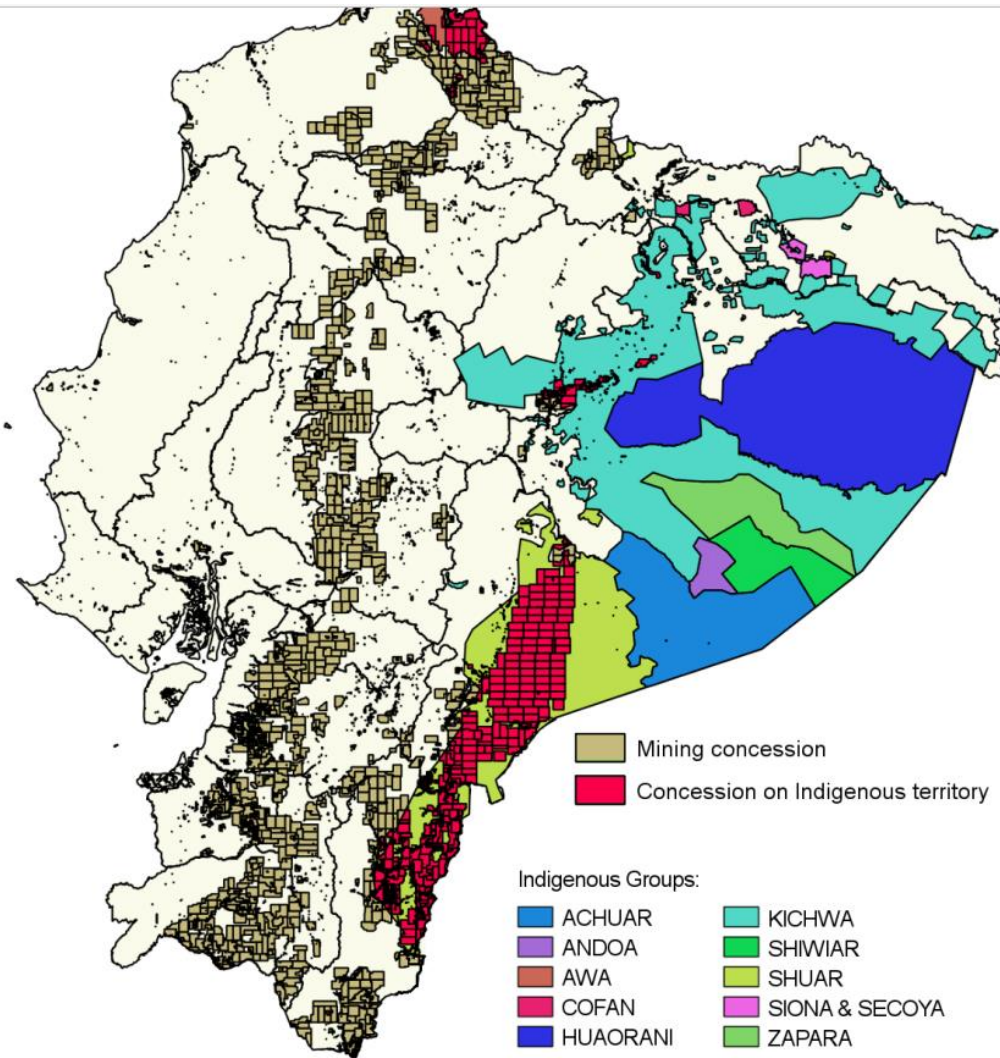 Mining concession
Concession on Indigenous territory
Indigenous Groups:
ACHUAR
KICHWA
ANDOA
SHIWIAR
AWA
SHUAR
COFAN
SIONA & SECOYA
HUAORANI
ZAPARA